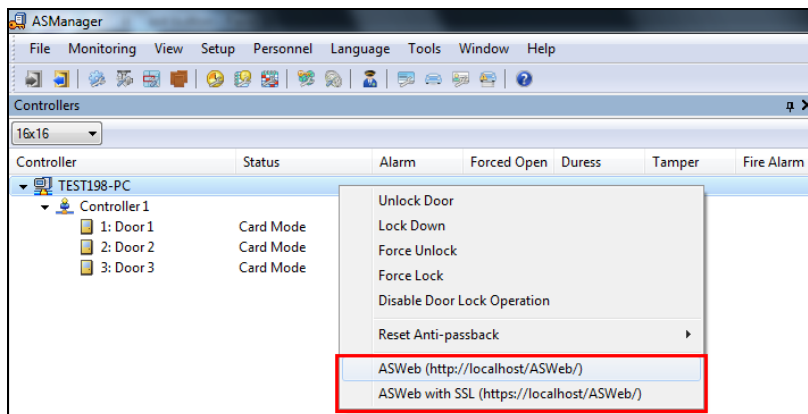 ASManager
File Monitoring View Setup Personnel Language Tools Window Help
Controllers
16x16
Controller Status Alarm Forced Open Duress Tamper Fire Alarm
TEST198-PC
Controller 1
1: Door 1 Card Mode
2: Door 2 Card Mode
3: Door 3 Card Mode
Unlock Door
Lock Down
Force Unlock
Force Lock
Disable Door Lock Operation
Reset Anti-passback
ASWeb (http://localhost/ASWeb/)
ASWeb with SSL (https://localhost/ASWeb/)